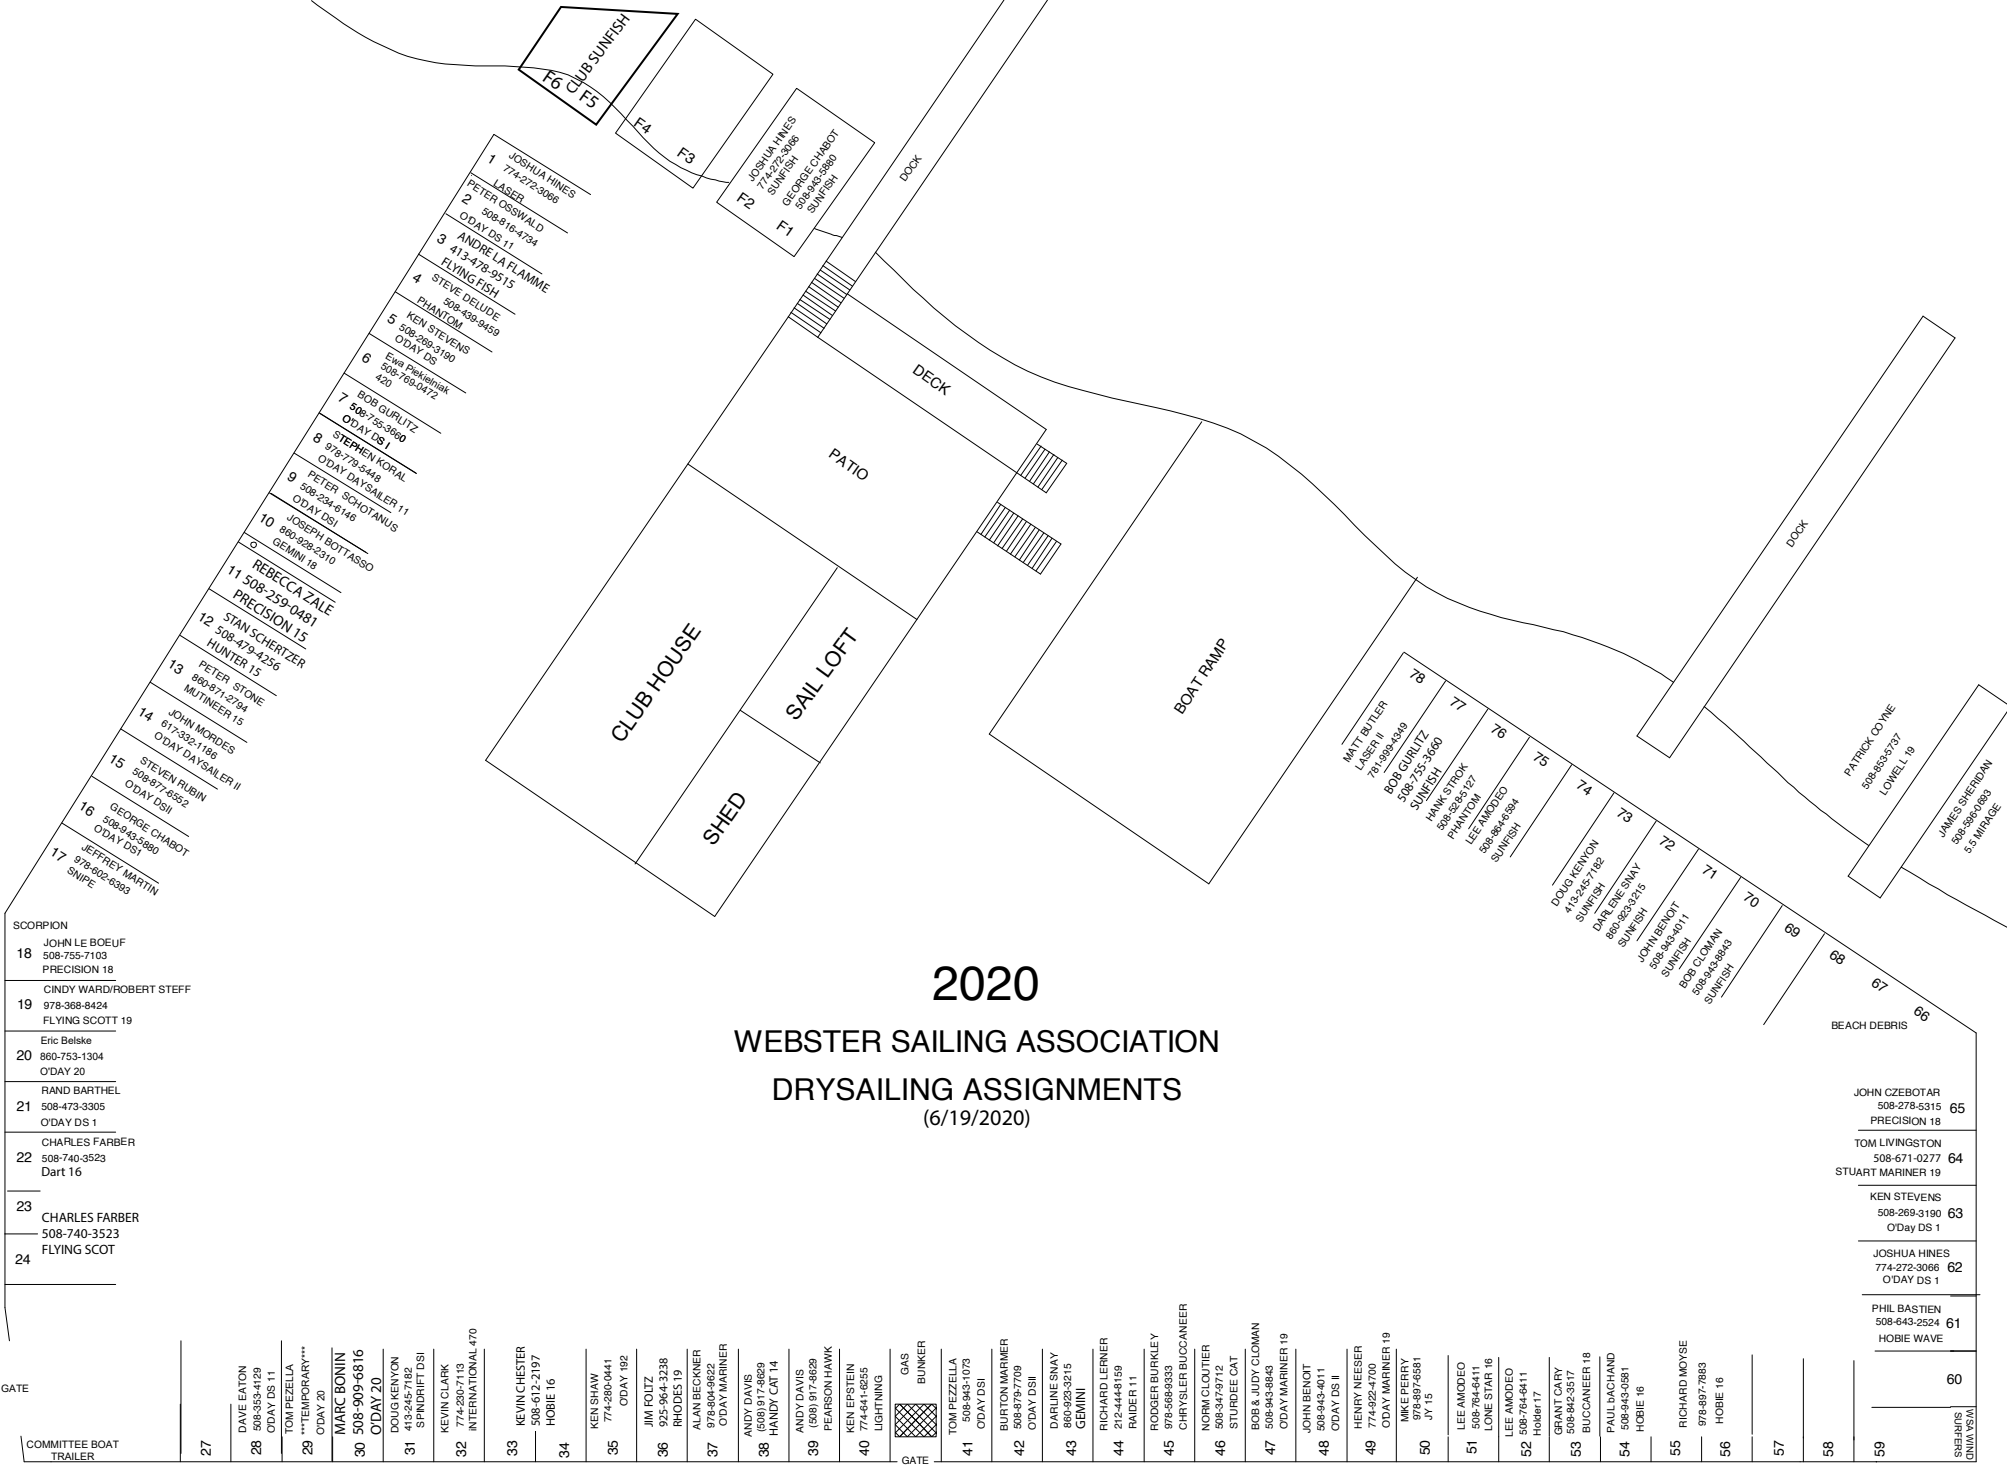 CLUB SUNFISH
F6
F5
F4
F3
JOSHUA HINES
774-272-3066
SUNFISH
F2
GEORGE CHABOT
508-943-5880
SUNFISH
F1
DOCK
1
JOSHUA HINES
774-272-3066
LASER
2
PETER OSSWALD
508-816-4734
O'DAY DS 11
3
ANDRE LA FLAMME
413-478-9515
FLYING FISH
4
STEVE DELUDE
508-439-9459
PHANTOM
5
KEN STEVENS
508-269-3190
O'DAY DS
6
Ewa Piekielniak
508-769-0472
420
7
BOB GURLITZ
508-755-3660
O'DAY DS I
8
STEPHEN KORAL
978-779-5448
O'DAY DAYSAILER 11
9
PETER SCHOTANUS
508-234-6146
O'DAY DSI
10
JOSEPH BOTTASSO
860-928-2310
GEMINI 18
O
REBECCA ZALE
11 508-259-0481
PRECISION 15
12
STAN SCHERTZER
508-479-4256
HUNTER 15
13
PETER STONE
860-871-2794
MUTINEER 15
14
JOHN MORDES
617-332-1186
O'DAY DAYSAILER II
15
STEVEN RUBIN
508-877-6552
O'DAY DSII
16
GEORGE CHABOT
508-943-5880
O'DAY DS1
17
JEFFREY MARTIN
978-602-6393
SNIPE
SCORPION
18
JOHN LE BOEUF
508-755-7103
PRECISION 18
19
CINDY WARD/ROBERT STEFF
978-368-8424
FLYING SCOTT 19
20
Eric Belske
860-753-1304
O'DAY 20
21
RAND BARTHEL
508-473-3305
O'DAY DS 1
22
CHARLES FARBER
508-740-3523
Dart 16
23
CHARLES FARBER
508-740-3523
FLYING SCOT
24
GATE
COMMITTEE BOAT
TRAILER
DECK
PATIO
CLUB HOUSE
SAIL LOFT
SHED
BOAT RAMP
DOCK
2020
WEBSTER SAILING ASSOCIATION
DRYSAILING ASSIGNMENTS
(6/19/2020)
27
DAVE EATON
508-353-4129
O'DAY DS 11
28
TOM PEZELLA
***TEMPORARY***
O'DAY 20
29
MARC BONNIN
508-909-6816
O'DAY 20
30
DOUG KENYON
413-245-7182
SPINDRIFT DSI
31
KEVIN CLARK
774-230-7113
INTERNATIONAL 470
32
KEVIN CHESTER
508-612-2197
HOBIE 16
33
34
KEN SHAW
774-280-0441
O'DAY 192
35
JIM FOLTZ
925-964-3238
RHODES 19
36
ALAN BECKNER
978-804-9622
O'DAY MARINER
37
ANDY DAVIS
(508) 917-8629
HANDY CAT 14
38
ANDY DAVIS
(508) 917-8629
PEARSON HAWK
39
KEN EPSTEIN
774-641-6255
LIGHTNING
40
GAS
BUNKER
GATE
TOM PEZZELLA
508-943-1073
O'DAY DSI
41
BURTON MARMER
508-879-7709
O'DAY DSII
42
DARLINE SNAY
860-923-3215
GEMINI
43
RICHARD LERNER
212-444-8159
RAIDER 11
44
RODGER BURKLEY
978-568-9333
CHRYSLER BUCCANEER
45
NORM CLOUTIER
508-347-9712
STURDEE CAT
46
BOB & JUDY CLOMAN
508-943-8843
O'DAY MARINER 19
47
JOHN BENOIT
508-943-4011
O'DAY DS II
48
HENRY NEESER
774-922-4700
O'DAY MARINER 19
49
MIKE PERRY
978-897-6581
JY 15
50
LEE AMODEO
508-764-6411
LONE STAR 16
51
LEE AMODEO
508-764-6411
Holder17
52
GRANT CARY
508-842-3517
BUCCANEER 18
53
PAUL bACHAND
508-943-0581
HOBIE 16
54
RICHARD MOYSE
978-897-7883
HOBIE 16
55
56
57
58
59
WSA WIND
SURFERS
60
PHIL BASTIEN
508-643-2524 61
HOBIE WAVE
JOSHUA HINES
774-272-3066 62
O'DAY DS 1
KEN STEVENS
508-269-3190 63
O'Day DS 1
TOM LIVINGSTON
508-671-0277 64
STUART MARINER 19
JOHN CZEBOTAR
508-278-5315 65
PRECISION 18
BEACH DEBRIS
66
67
68
69
70
BOB CLOMAN
508-943-8843
SUNFISH
71
JOHN BENOIT
508-943-4011
SUNFISH
72
DARLENE SNAY
860-923-3215
SUNFISH
73
DOUG KENYON
413-245-7182
SUNFISH
74
75
LEE AMODEO
508-864-6594
SUNFISH
76
HANK STROK
508-528-5127
PHANTOM
77
BOB GURLITZ
508-755-3660
SUNFISH
78
MATT BUTLER
LASER II
781-999-4349
PATRICK COYNE
508-853-5737
LOWELL 19
JAMES SHERIDAN
508-596-0693
5.5 MIRAGE